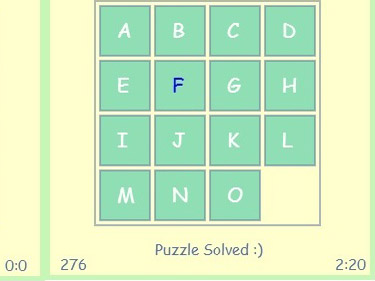 A B C D
E F G H
I J K L
M N O
Puzzle Solved :)
0:0 276 2:20